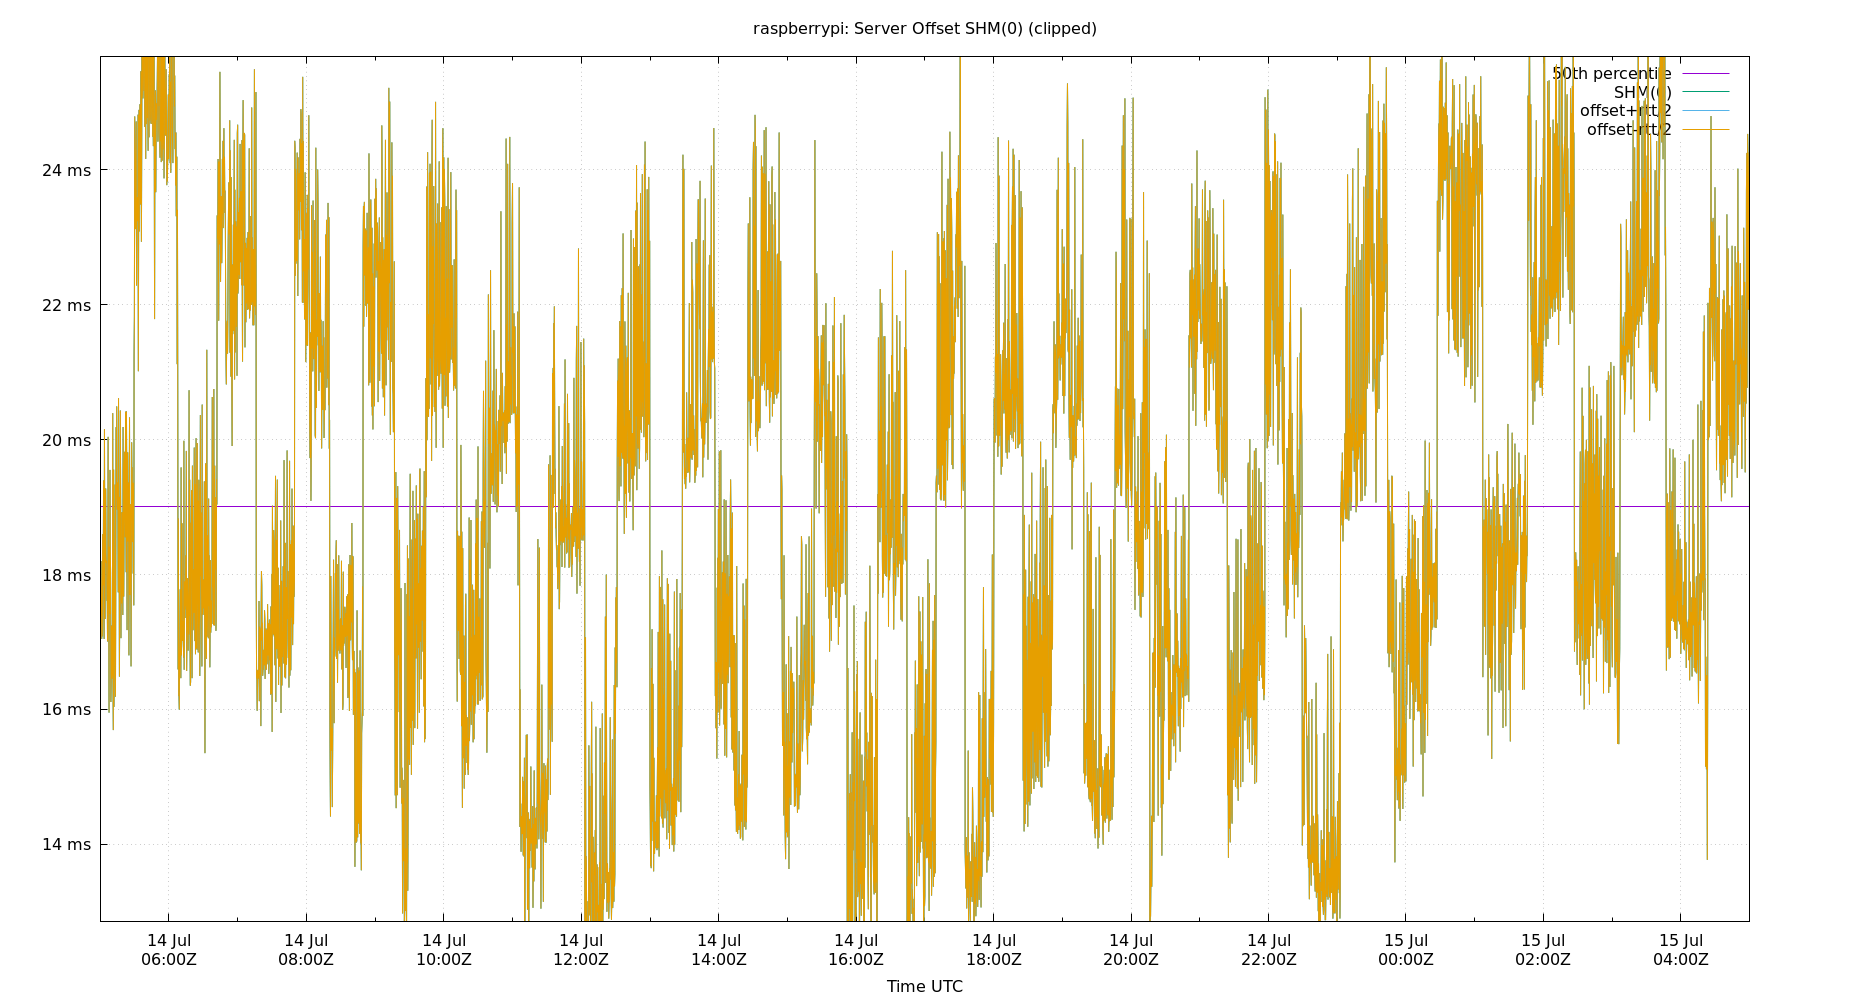 raspberrypi: Server Offset SHM(0) (clipped)
50th percentile
SHM(0)
offset+rtt/2
offset-rtt/2
24 ms
22 ms
20 ms
18 ms
16 ms
14 ms
14 Jul 14 Jul 14 Jul 14 Jul 14 Jul 14 Jul 14 Jul 14 Jul 14 Jul 15 Jul 15 Jul 15 Jul
06:00Z 08:00Z 10:00Z 12:00Z 14:00Z 16:00Z 18:00Z 20:00Z 22:00Z 00:00Z 02:00Z 04:00Z
Time UTC